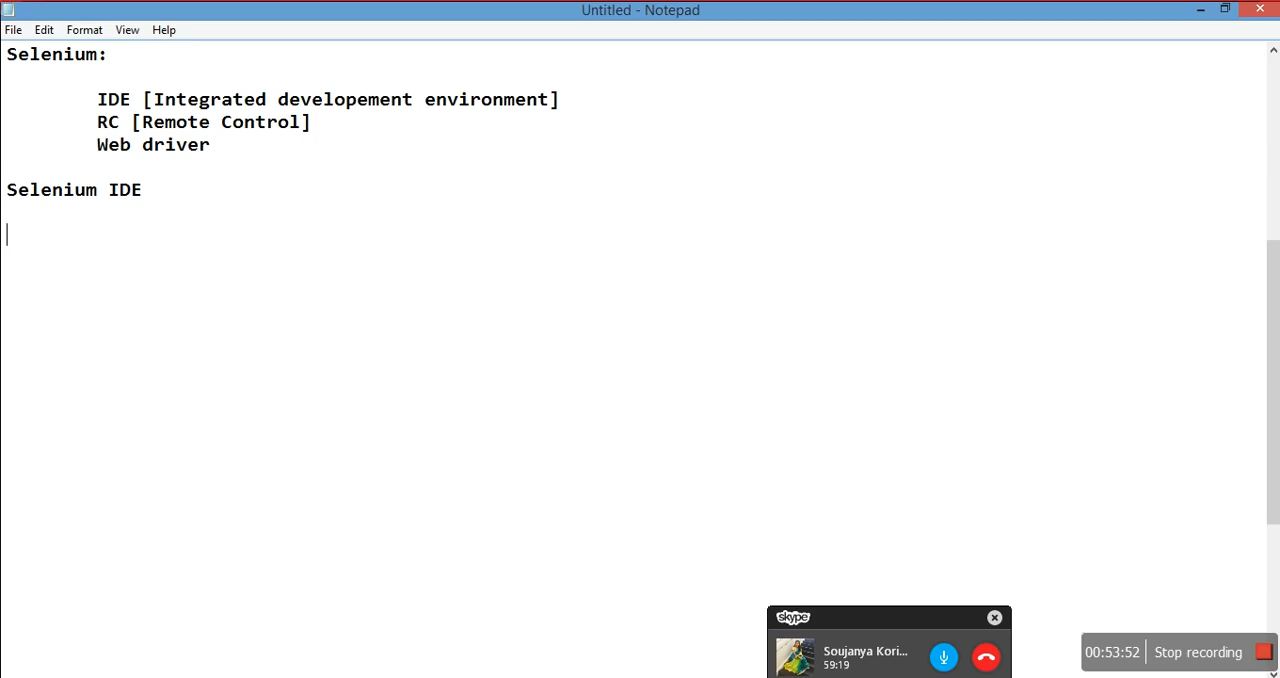 Untitled - Notepad
File Edit Format View Help
Selenium:
IDE [Integrated developement environment]
RC [Remote Control]
Web driver
Selenium IDE
skype
Soujanya Kori...
59:19
00:53:52 Stop recording